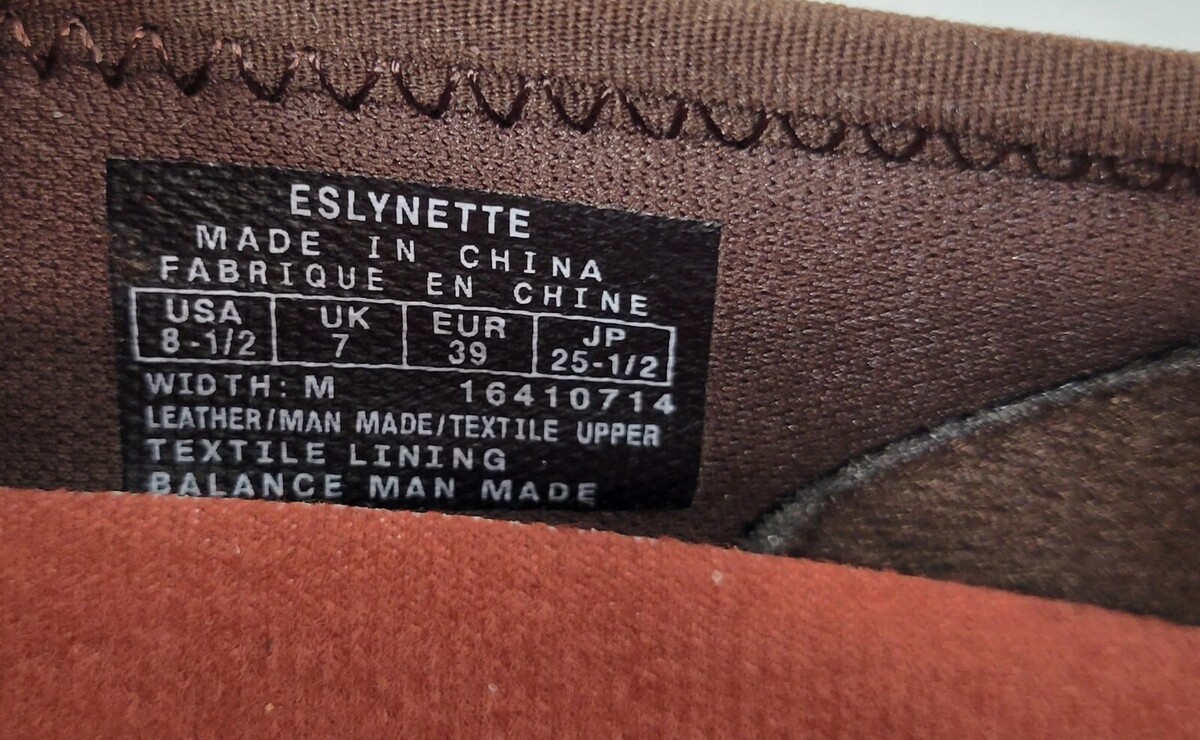 ESLYNETTE
MADE IN CHINA
FABRIQUE EN CHINE
USA UK EUR JP
8-1/2 7 39 25-1/2
WIDTH: M 16410714
LEATHER/MAN MADE/TEXTILE UPPER
TEXTILE LINING
BALANCE MAN MADE